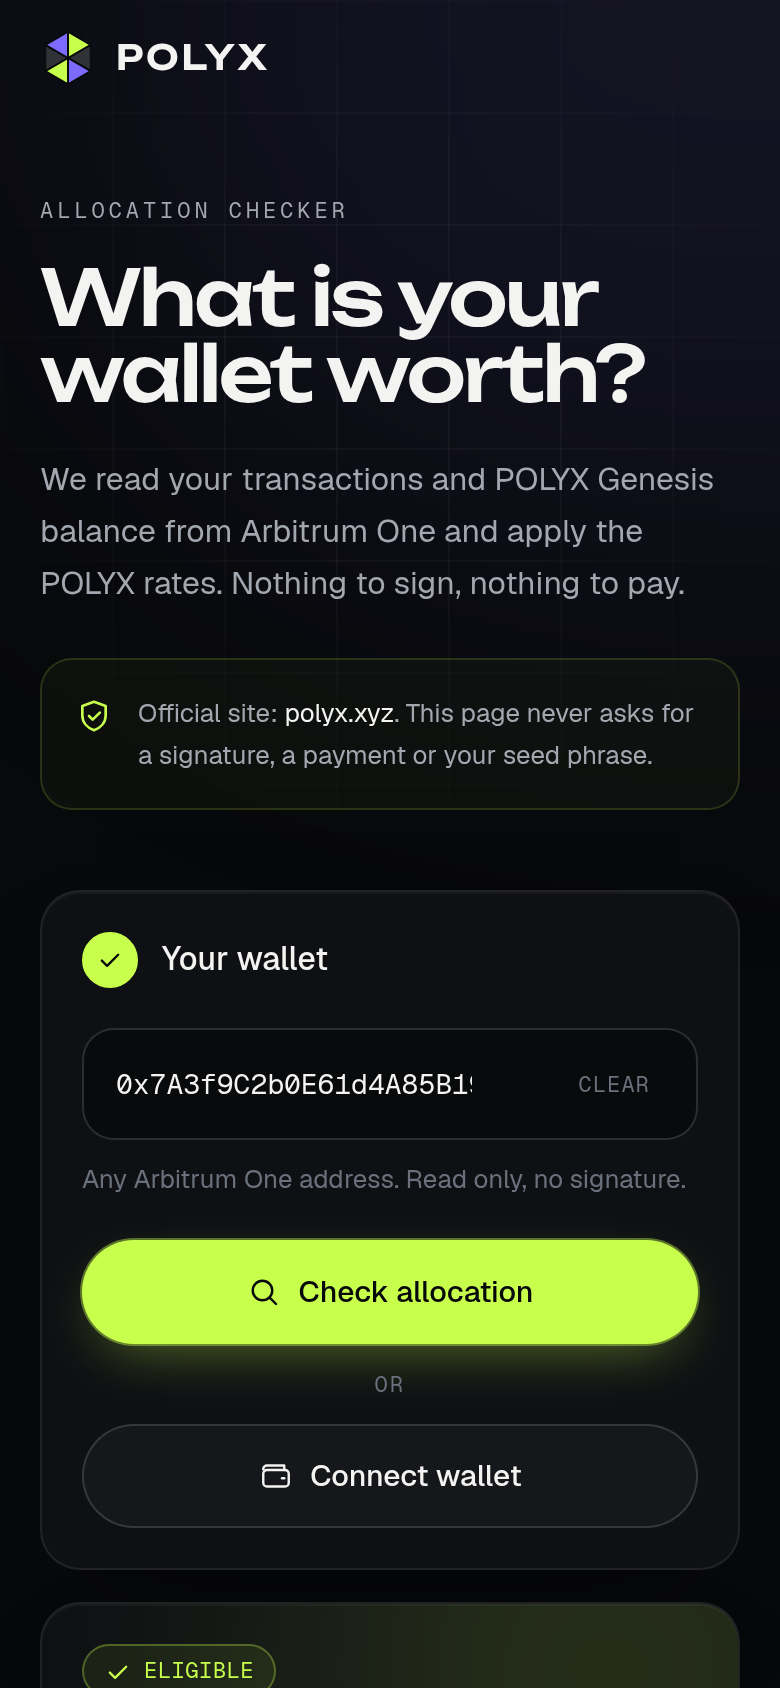 POLYX
ALLOCATION CHECKER
What is your
wallet worth?
We read your transactions and POLYX Genesis
balance from Arbitrum One and apply the
POLYX rates. Nothing to sign, nothing to pay.
Official site: polyx.xyz. This page never asks for
a signature, a payment or your seed phrase.
Your wallet
0x7A3f9C2b0E61d4A85B19
CLEAR
Any Arbitrum One address. Read only, no signature.
Check allocation
OR
Connect wallet
ELIGIBLE